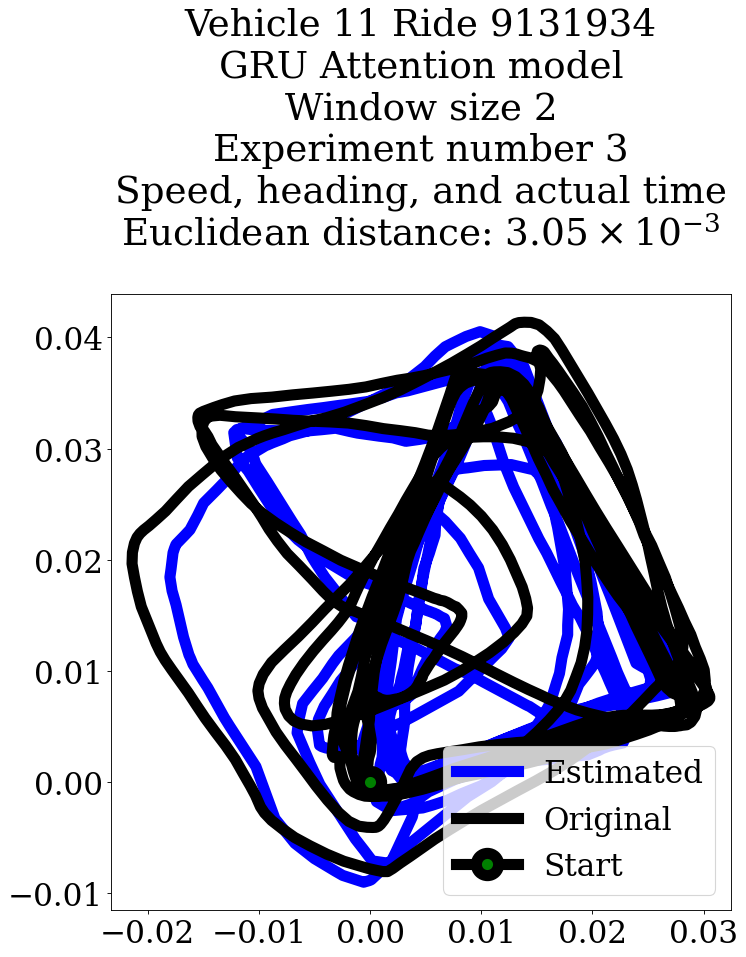 Vehicle 11 Ride 9131934
GRU Attention model
Window size 2
Experiment number 3
Speed, heading, and actual time
Euclidean distance: 3.05 × 10⁻³
0.04
0.03
0.02
0.01
0.00
−0.01
Estimated
Original
Start
−0.02 −0.01 0.00 0.01 0.02 0.03